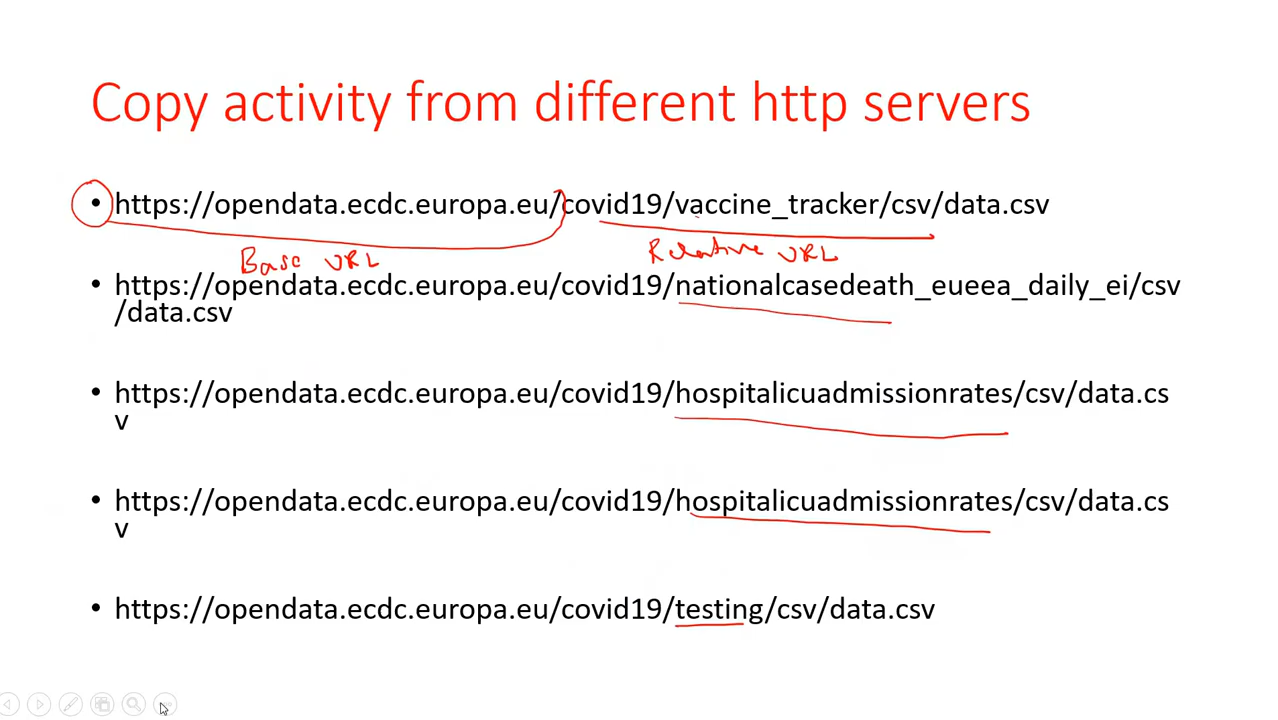 Copy activity from different http servers
• https://opendata.ecdc.europa.eu/covid19/vaccine_tracker/csv/data.csv
Base URL Relative URL
• https://opendata.ecdc.europa.eu/covid19/nationalcasedeath_eueea_daily_ei/csv
/data.csv
• https://opendata.ecdc.europa.eu/covid19/hospitalicuadmissionrates/csv/data.cs
v
• https://opendata.ecdc.europa.eu/covid19/hospitalicuadmissionrates/csv/data.cs
v
• https://opendata.ecdc.europa.eu/covid19/testing/csv/data.csv